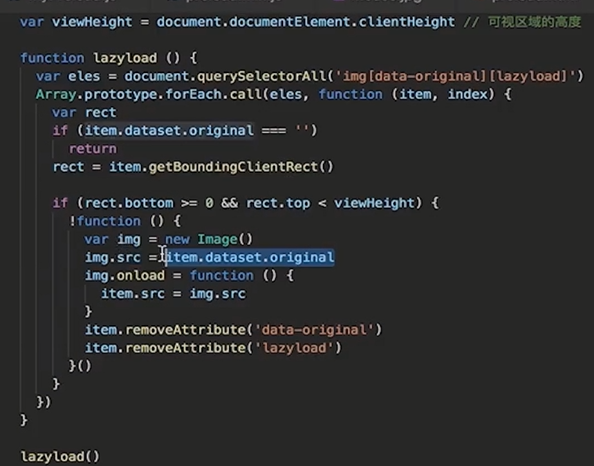 var viewHeight = document.documentElement.clientHeight // 可视区域的高度
function lazyload () {
var eles = document.querySelectorAll('img[data-original][lazyload]')
Array.prototype.forEach.call(eles, function (item, index) {
var rect
if (item.dataset.original === '')
return
rect = item.getBoundingClientRect()
if (rect.bottom >= 0 && rect.top < viewHeight) {
!function () {
var img = new Image()
img.src = item.dataset.original
img.onload = function () {
item.src = img.src
}
item.removeAttribute('data-original')
item.removeAttribute('lazyload')
}()
}
})
}
lazyload()